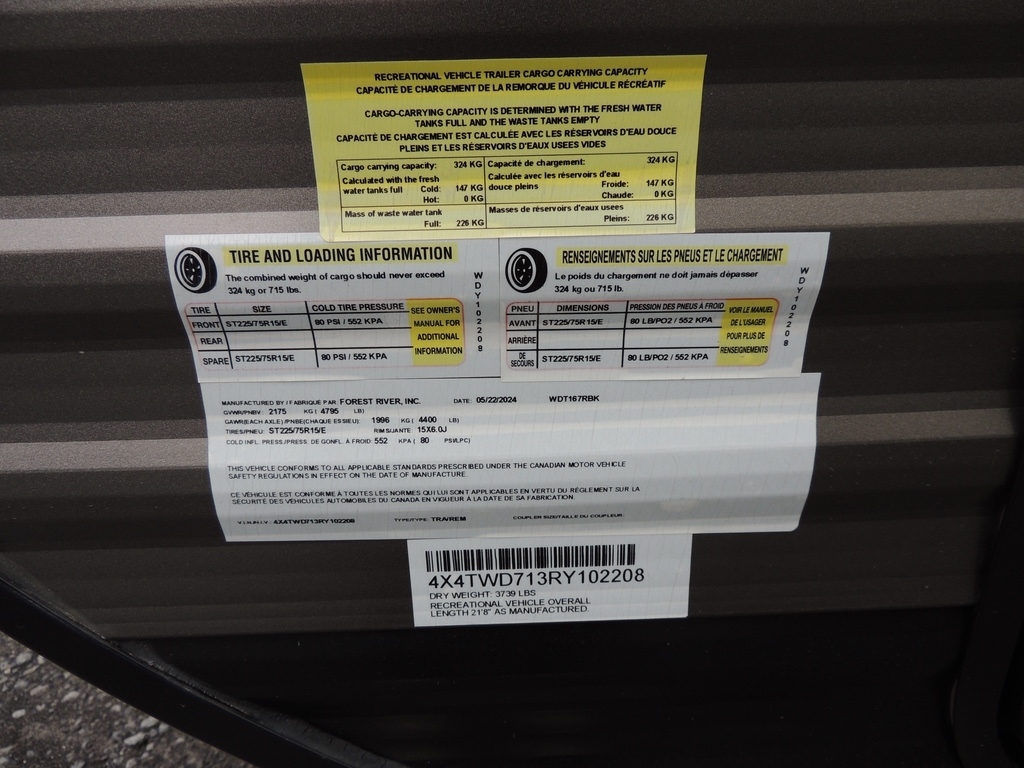 RECREATIONAL VEHICLE TRAILER CARGO CARRYING CAPACITY
CAPACITÉ DE CHARGEMENT DE LA REMORQUE DU VÉHICULE RÉCRÉATIF
CARGO-CARRYING CAPACITY IS DETERMINED WITH THE FRESH WATER
TANKS FULL AND THE WASTE TANKS EMPTY
CAPACITÉ DE CHARGEMENT EST CALCULÉE AVEC LES RÉSERVOIRS D'EAU DOUCE
PLEINS ET LES RÉSERVOIRS D'EAUX USEES VIDES
Cargo carrying capacity: 324 KG
Calculated with the fresh
water tanks full Cold: 147 KG
Hot: 0 KG
Mass of waste water tank
Full: 226 KG
Capacité de chargement: 324 KG
Calculée avec les réservoirs d'eau
douce pleins Froide: 147 KG
Chaude: 0 KG
Masses de réservoirs d'eaux usees
Pleins: 226 KG
TIRE AND LOADING INFORMATION
The combined weight of cargo should never exceed
324 kg or 715 lbs.
TIRE SIZE COLD TIRE PRESSURE
FRONT ST225/75R15/E 80 PSI / 552 KPA
REAR
SPARE ST225/75R15/E 80 PSI / 552 KPA
SEE OWNER'S
MANUAL FOR
ADDITIONAL
INFORMATION
WDY102208
RENSEIGNEMENTS SUR LES PNEUS ET LE CHARGEMENT
Le poids du chargement ne doit jamais dépasser
324 kg ou 715 lb.
PNEU DIMENSIONS PRESSION DES PNEUS À FROID
AVANT ST225/75R15/E 80 LB/PO2 / 552 KPA
ARRIÈRE
DE SECOURS ST225/75R15/E 80 LB/PO2 / 552 KPA
VOIR LE MANUEL
DE L'USAGER
POUR PLUS DE
RENSEIGNEMENTS
WDY102208
MANUFACTURED BY / FABRIQUÉ PAR: FOREST RIVER, INC. DATE: 05/22/2024 WDT167RBK
GVWR/PNBV: 2175 KG ( 4795 LB)
GAWR(EACH AXLE) /PNBE(CHAQUE ESSIEU): 1996 KG ( 4400 LB)
TIRES/PNEU: ST225/75R15/E RIMS/JANTE 15X6.0J
COLD INFL. PRESS./PRESS. DE GONFL. À FROID: 552 KPA ( 80 PSI/LPC)
THIS VEHICLE CONFORMS TO ALL APPLICABLE STANDARDS PRESCRIBED UNDER THE CANADIAN MOTOR VEHICLE
SAFETY REGULATIONS IN EFFECT ON THE DATE OF MANUFACTURE.
CE VÉHICULE EST CONFORME À TOUTES LES NORMES QUI LUI SONT APPLICABLES EN VERTU DU RÈGLEMENT SUR LA
SÉCURITÉ DES VÉHICULES AUTOMOBILES DU CANADA EN VIGUEUR À LA DATE DE SA FABRICATION.
V.I.N./N.I.V.: 4X4TWD713RY102208 TYPE/TYPE: TRA/REM COUPLER SIZE/TAILLE DU COUPLEUR:
4X4TWD713RY102208
DRY WEIGHT: 3739 LBS
RECREATIONAL VEHICLE OVERALL
LENGTH 21'8" AS MANUFACTURED.